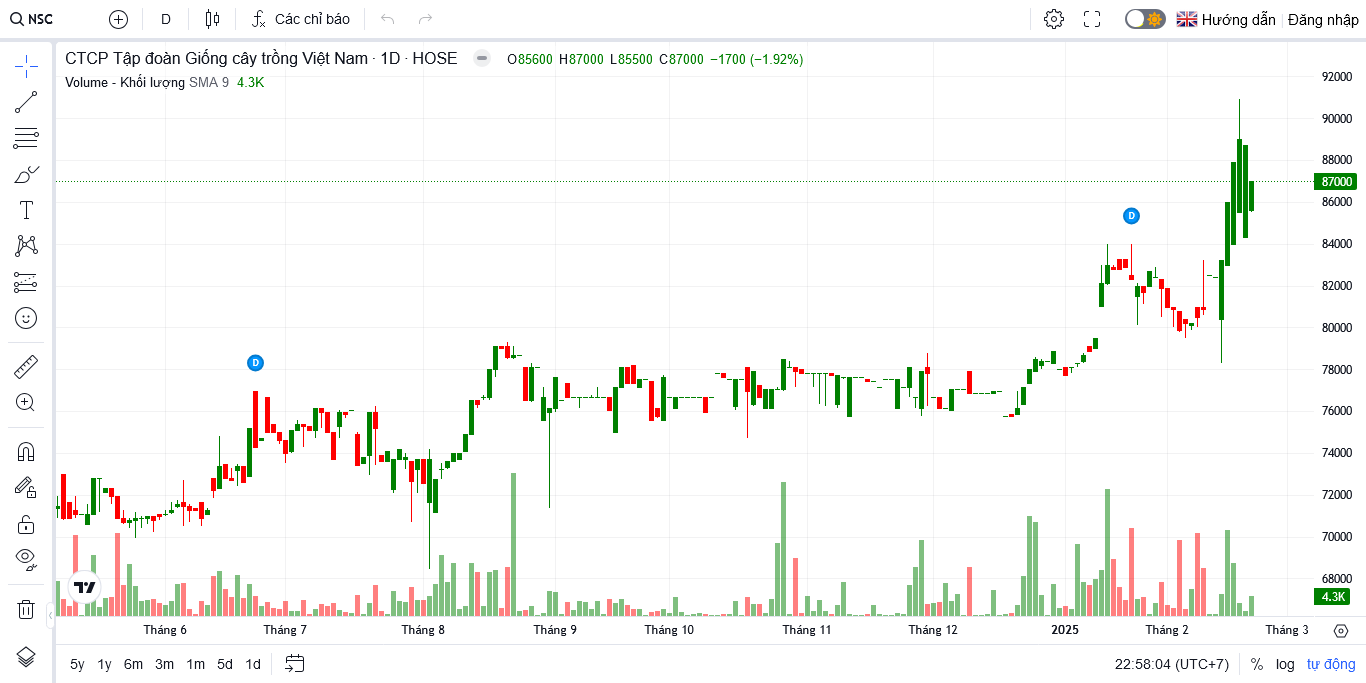 NSC D Các chỉ báo Hướng dẫn Đăng nhập
CTCP Tập đoàn Giống cây trồng Việt Nam · 1D · HOSE O85600 H87000 L85500 C87000 −1700 (−1.92%)
Volume - Khối lượng SMA 9 4.3K
92000
90000
88000
87000
86000
84000
82000
80000
78000
76000
74000
72000
70000
68000
4.3K
D
D
Tháng 6 Tháng 7 Tháng 8 Tháng 9 Tháng 10 Tháng 11 Tháng 12 2025 Tháng 2 Tháng 3
5y 1y 6m 3m 1m 5d 1d 22:58:04 (UTC+7) % log tự động